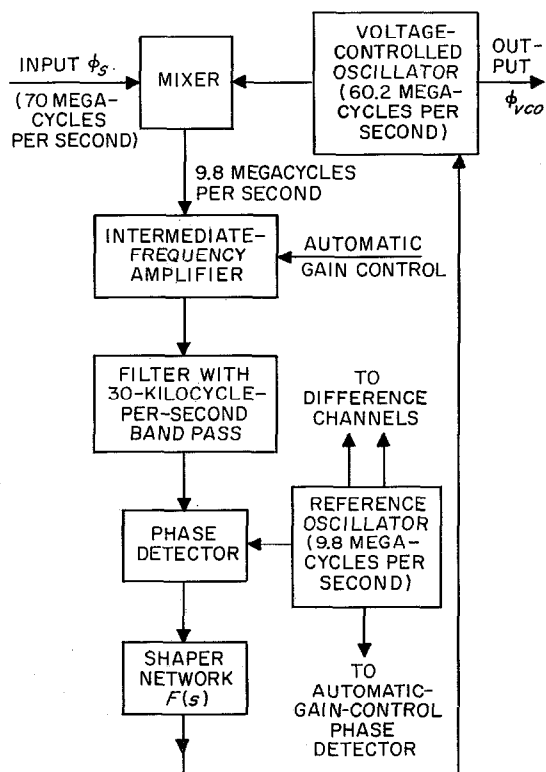 INPUT ϕS.
(70 MEGA-
CYCLES
PER SECOND)
MIXER
VOLTAGE-
CONTROLLED
OSCILLATOR
(60.2 MEGA-
CYCLES PER
SECOND)
OUT-
PUT
ϕVCO
9.8 MEGACYCLES
PER SECOND
INTERMEDIATE-
FREQUENCY
AMPLIFIER
AUTOMATIC
GAIN CONTROL
FILTER WITH
30-KILOCYCLE-
PER-SECOND
BAND PASS
TO
DIFFERENCE
CHANNELS
PHASE
DETECTOR
REFERENCE
OSCILLATOR
(9.8 MEGA-
CYCLES PER
SECOND)
SHAPER
NETWORK
F(s)
TO
AUTOMATIC-
GAIN-CONTROL
PHASE
DETECTOR